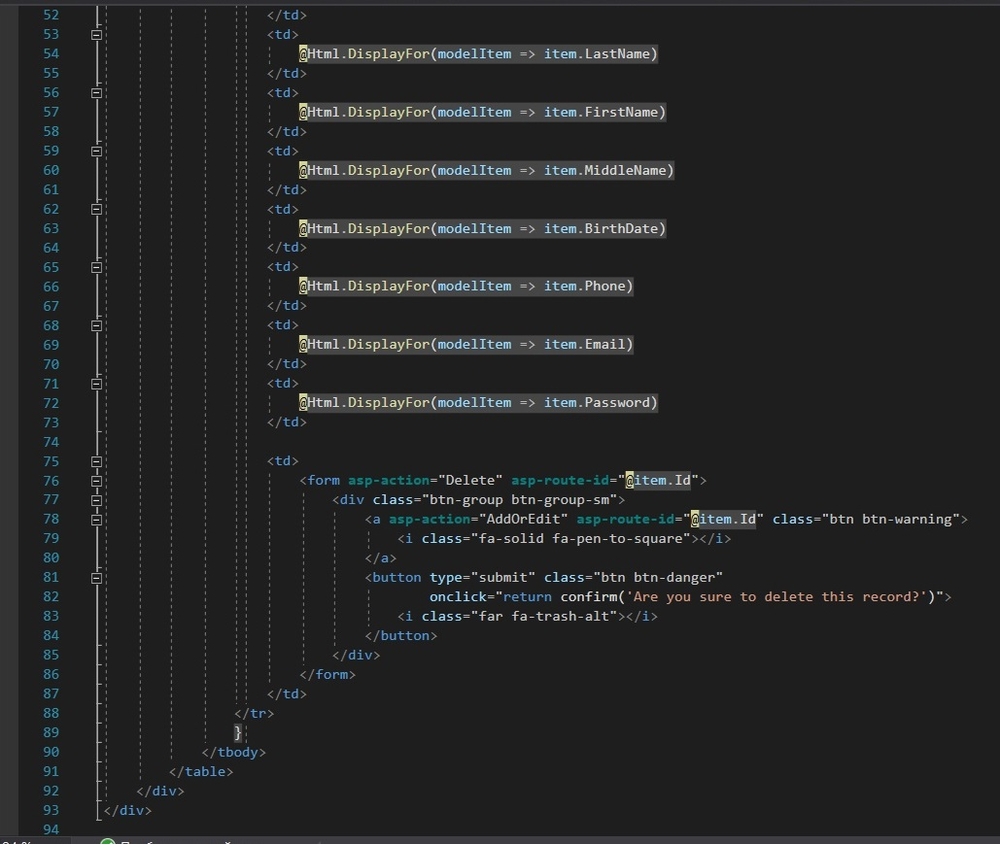 52 </td>
53 <td>
54 @Html.DisplayFor(modelItem => item.LastName)
55 </td>
56 <td>
57 @Html.DisplayFor(modelItem => item.FirstName)
58 </td>
59 <td>
60 @Html.DisplayFor(modelItem => item.MiddleName)
61 </td>
62 <td>
63 @Html.DisplayFor(modelItem => item.BirthDate)
64 </td>
65 <td>
66 @Html.DisplayFor(modelItem => item.Phone)
67 </td>
68 <td>
69 @Html.DisplayFor(modelItem => item.Email)
70 </td>
71 <td>
72 @Html.DisplayFor(modelItem => item.Password)
73 </td>
74
75 <td>
76 <form asp-action="Delete" asp-route-id="@item.Id">
77 <div class="btn-group btn-group-sm">
78 <a asp-action="AddOrEdit" asp-route-id="@item.Id" class="btn btn-warning">
79 <i class="fa-solid fa-pen-to-square"></i>
80 </a>
81 <button type="submit" class="btn btn-danger"
82 onclick="return confirm('Are you sure to delete this record?')">
83 <i class="far fa-trash-alt"></i>
84 </button>
85 </div>
86 </form>
87 </td>
88 </tr>
89 }
90 </tbody>
91 </table>
92 </div>
93 </div>
94